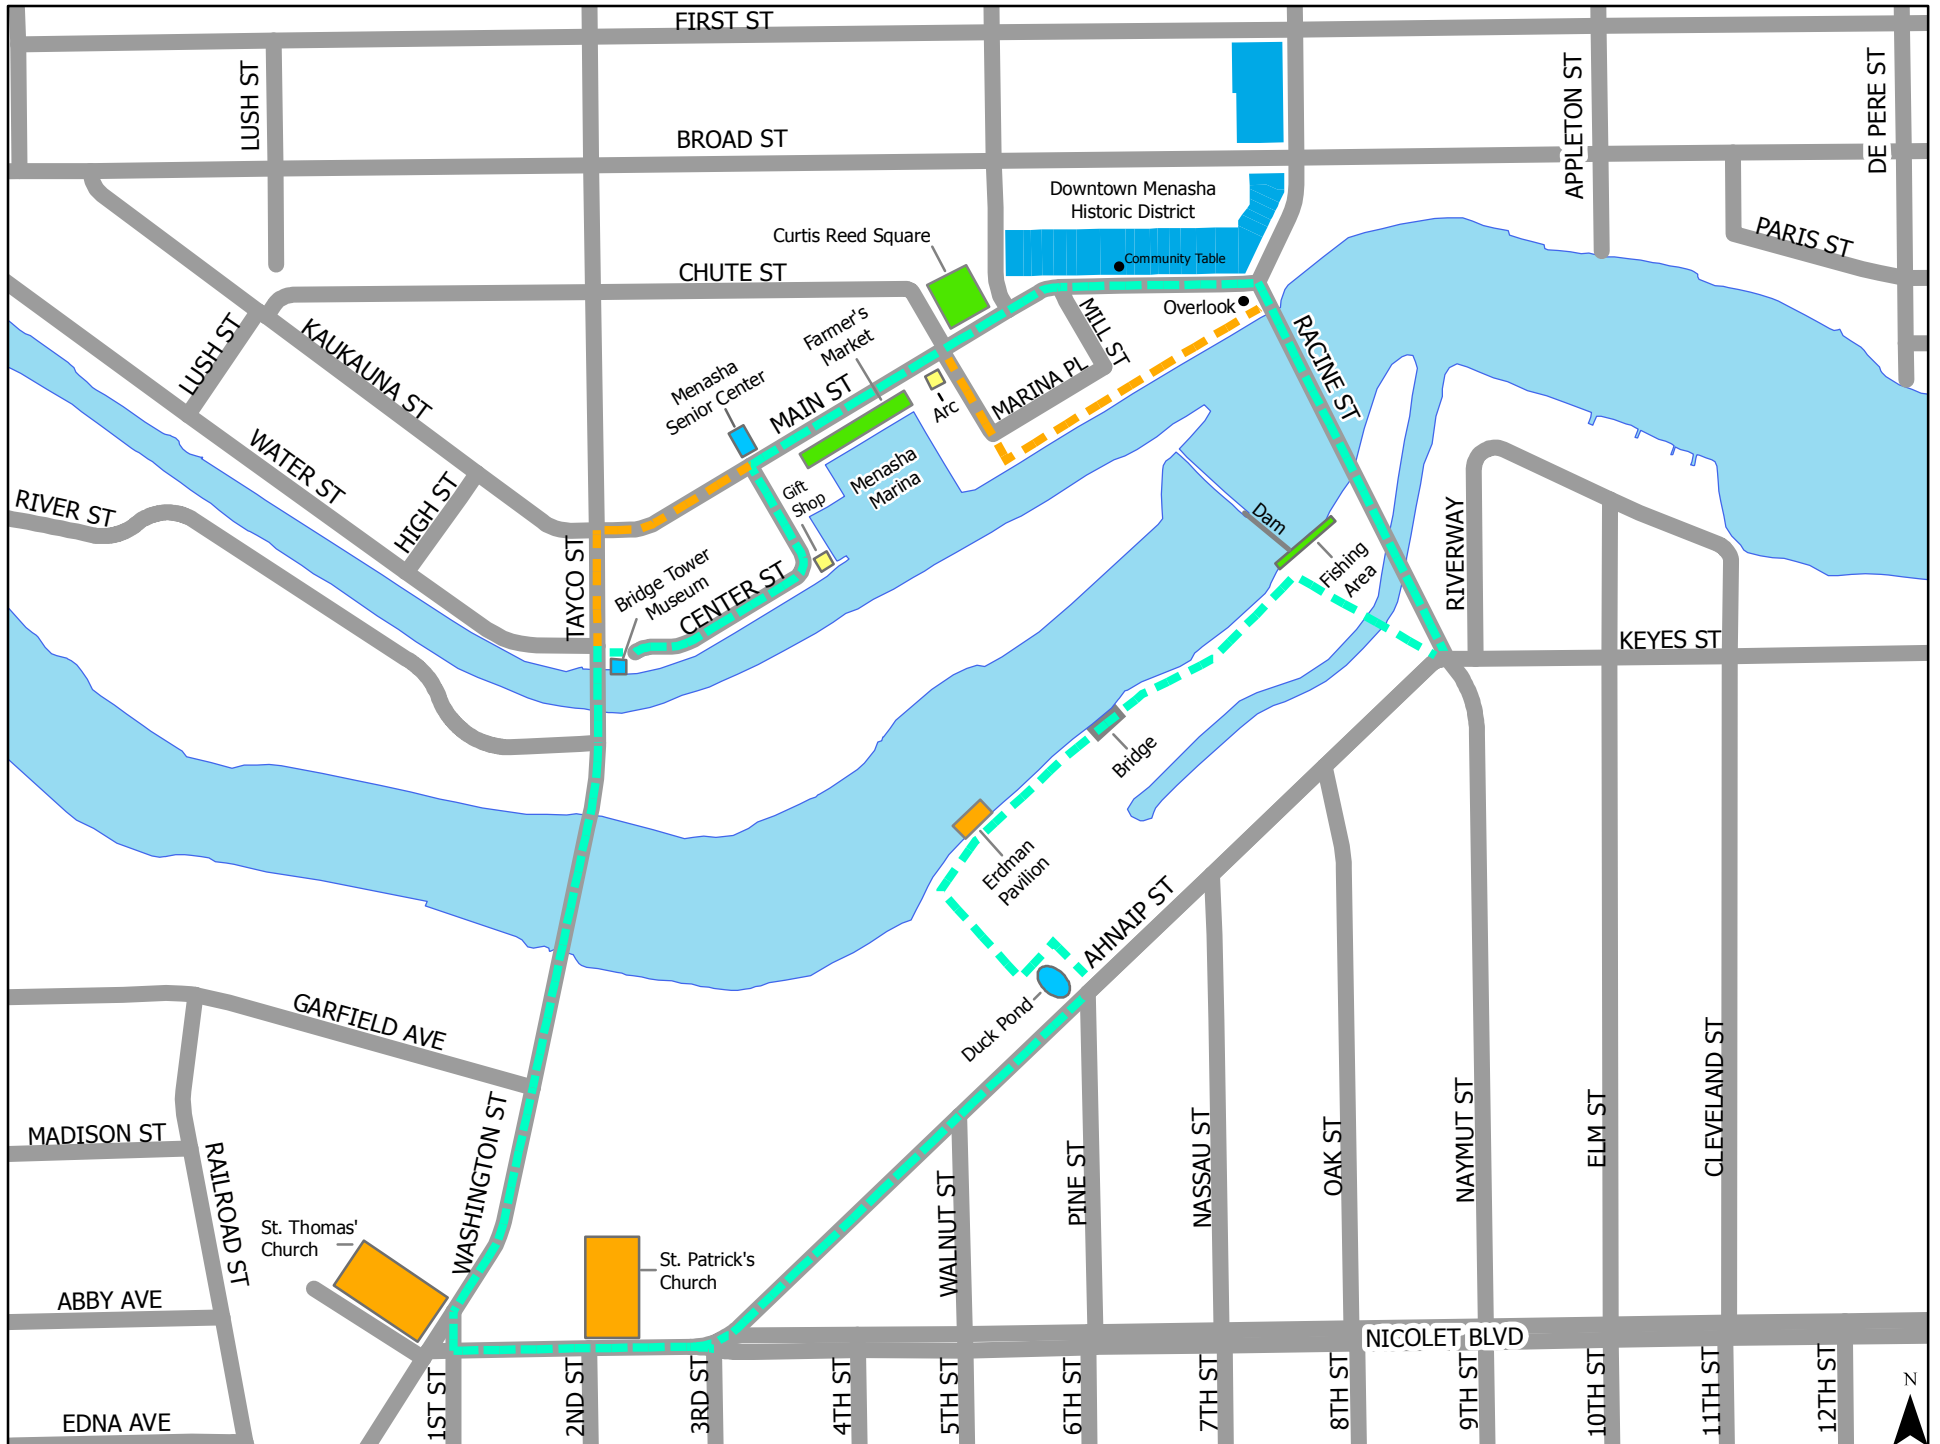 FIRST ST
LUSH ST
BROAD ST
APPLETON ST
DE PERE ST
Downtown Menasha
Historic District
Curtis Reed Square
PARIS ST
Community Table
CHUTE ST
Overlook
Farmer's
Market
MILL ST
RACINE ST
LUSH ST
KAUKAUNA ST
Menasha
Senior Center
MAIN ST
Arc
MARINA PL
WATER ST
HIGH ST
RIVER ST
Gift
Shop
Menasha
Marina
Dam
Fishing
Area
RIVERWAY
TAYCO ST
Bridge Tower
Museum
CENTER ST
KEYES ST
Bridge
Erdman
Pavilion
AHNAIP ST
Duck Pond
GARFIELD AVE
MADISON ST
RAILROAD ST
WASHINGTON ST
St. Thomas'
Church
St. Patrick's
Church
WALNUT ST
PINE ST
NASSAU ST
OAK ST
NAYMUT ST
ELM ST
CLEVELAND ST
ABBY AVE
NICOLET BLVD
EDNA AVE
1ST ST
2ND ST
3RD ST
4TH ST
5TH ST
6TH ST
7TH ST
8TH ST
9TH ST
10TH ST
11TH ST
12TH ST
N